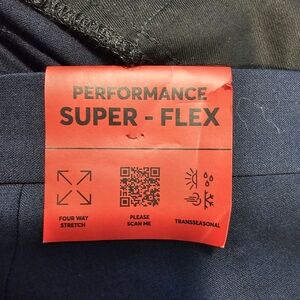 PERFORMANCE
SUPER - FLEX
FOUR WAY
STRETCH
PLEASE
SCAN ME
TRANSSEASONAL